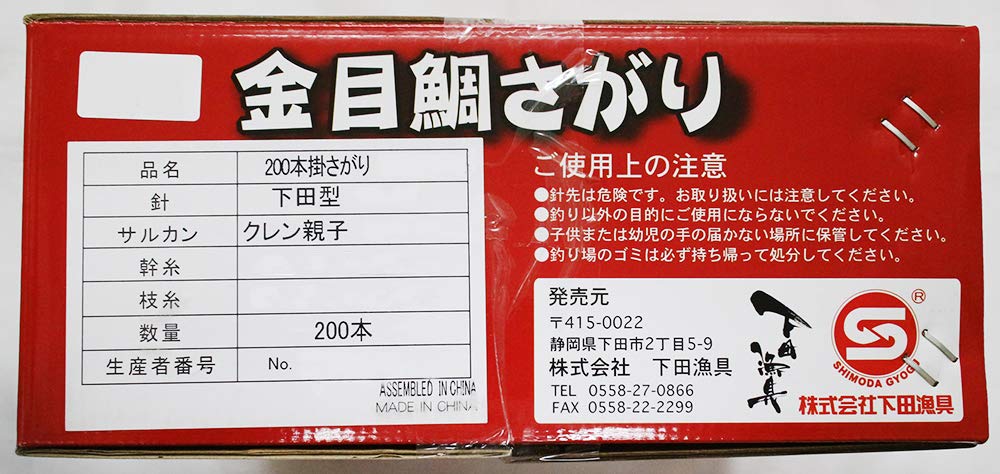 金目鯛さがり
品名 200本掛さがり
針 下田型
サルカン クレン親子
幹糸
枝糸
数量 200本
生産者番号 No.
ASSEMBLED IN CHINA
MADE IN CHINA
ご使用上の注意
●針先は危険です。お取り扱いには注意してください。
●釣り以外の目的にご使用にならないでください。
●子供または幼児の手の届かない場所に保管してください。
●釣り場のゴミは必ず持ち帰って処分してください。
発売元
〒415-0022
静岡県下田市2丁目5-9
株式会社 下田漁具
TEL 0558-27-0866
FAX 0558-22-2299
下田漁具
S ®
SHIMODA GYOGU
株式会社下田漁具